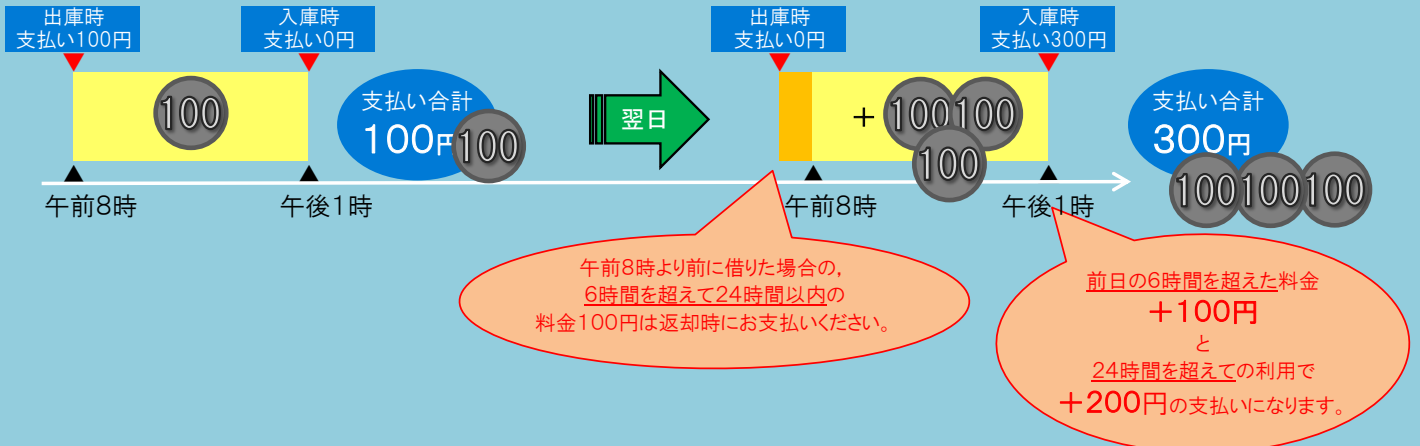 出庫時
支払い100円
入庫時
支払い0円
100
支払い合計
100円
100
午前8時
午後1時
翌日
出庫時
支払い0円
入庫時
支払い300円
+
100
100
100
支払い合計
300円
100
100
100
午前8時
午後1時
午前8時より前に借りた場合の,
6時間を超えて24時間以内の
料金100円は返却時にお支払いください。
前日の6時間を超えた料金
+100円
と
24時間を超えての利用で
+200円の支払いになります。